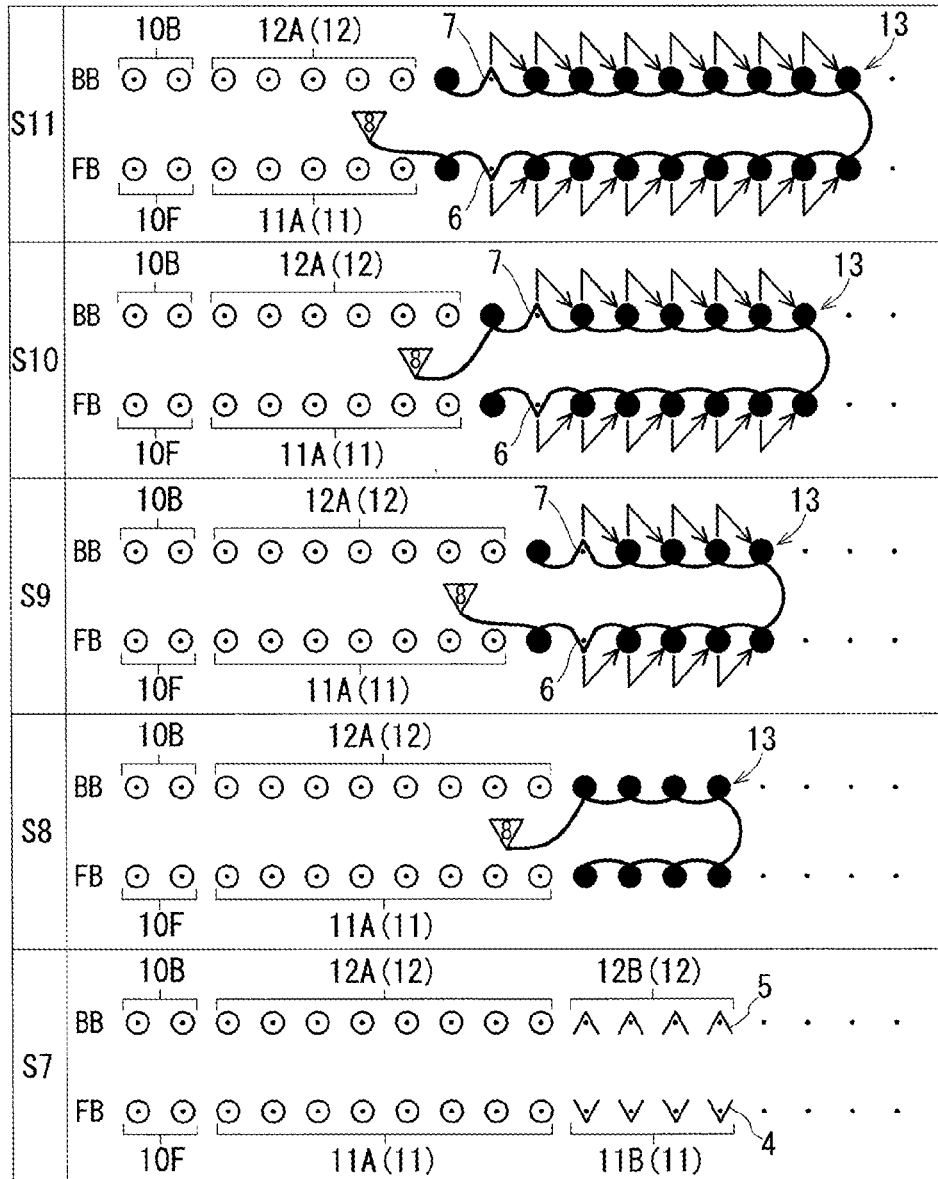 10B 12A(12) 7 13
BB
S11 8
FB
10F 11A(11) 6
10B 12A(12) 7 13
BB
S10 8
FB
10F 11A(11) 6
10B 12A(12) 7 13
BB
S9 8
FB
10F 11A(11) 6
10B 12A(12) 13
BB
S8 8
FB
10F 11A(11)
10B 12A(12) 12B(12) 5
BB
S7
FB
10F 11A(11) 11B(11) 4